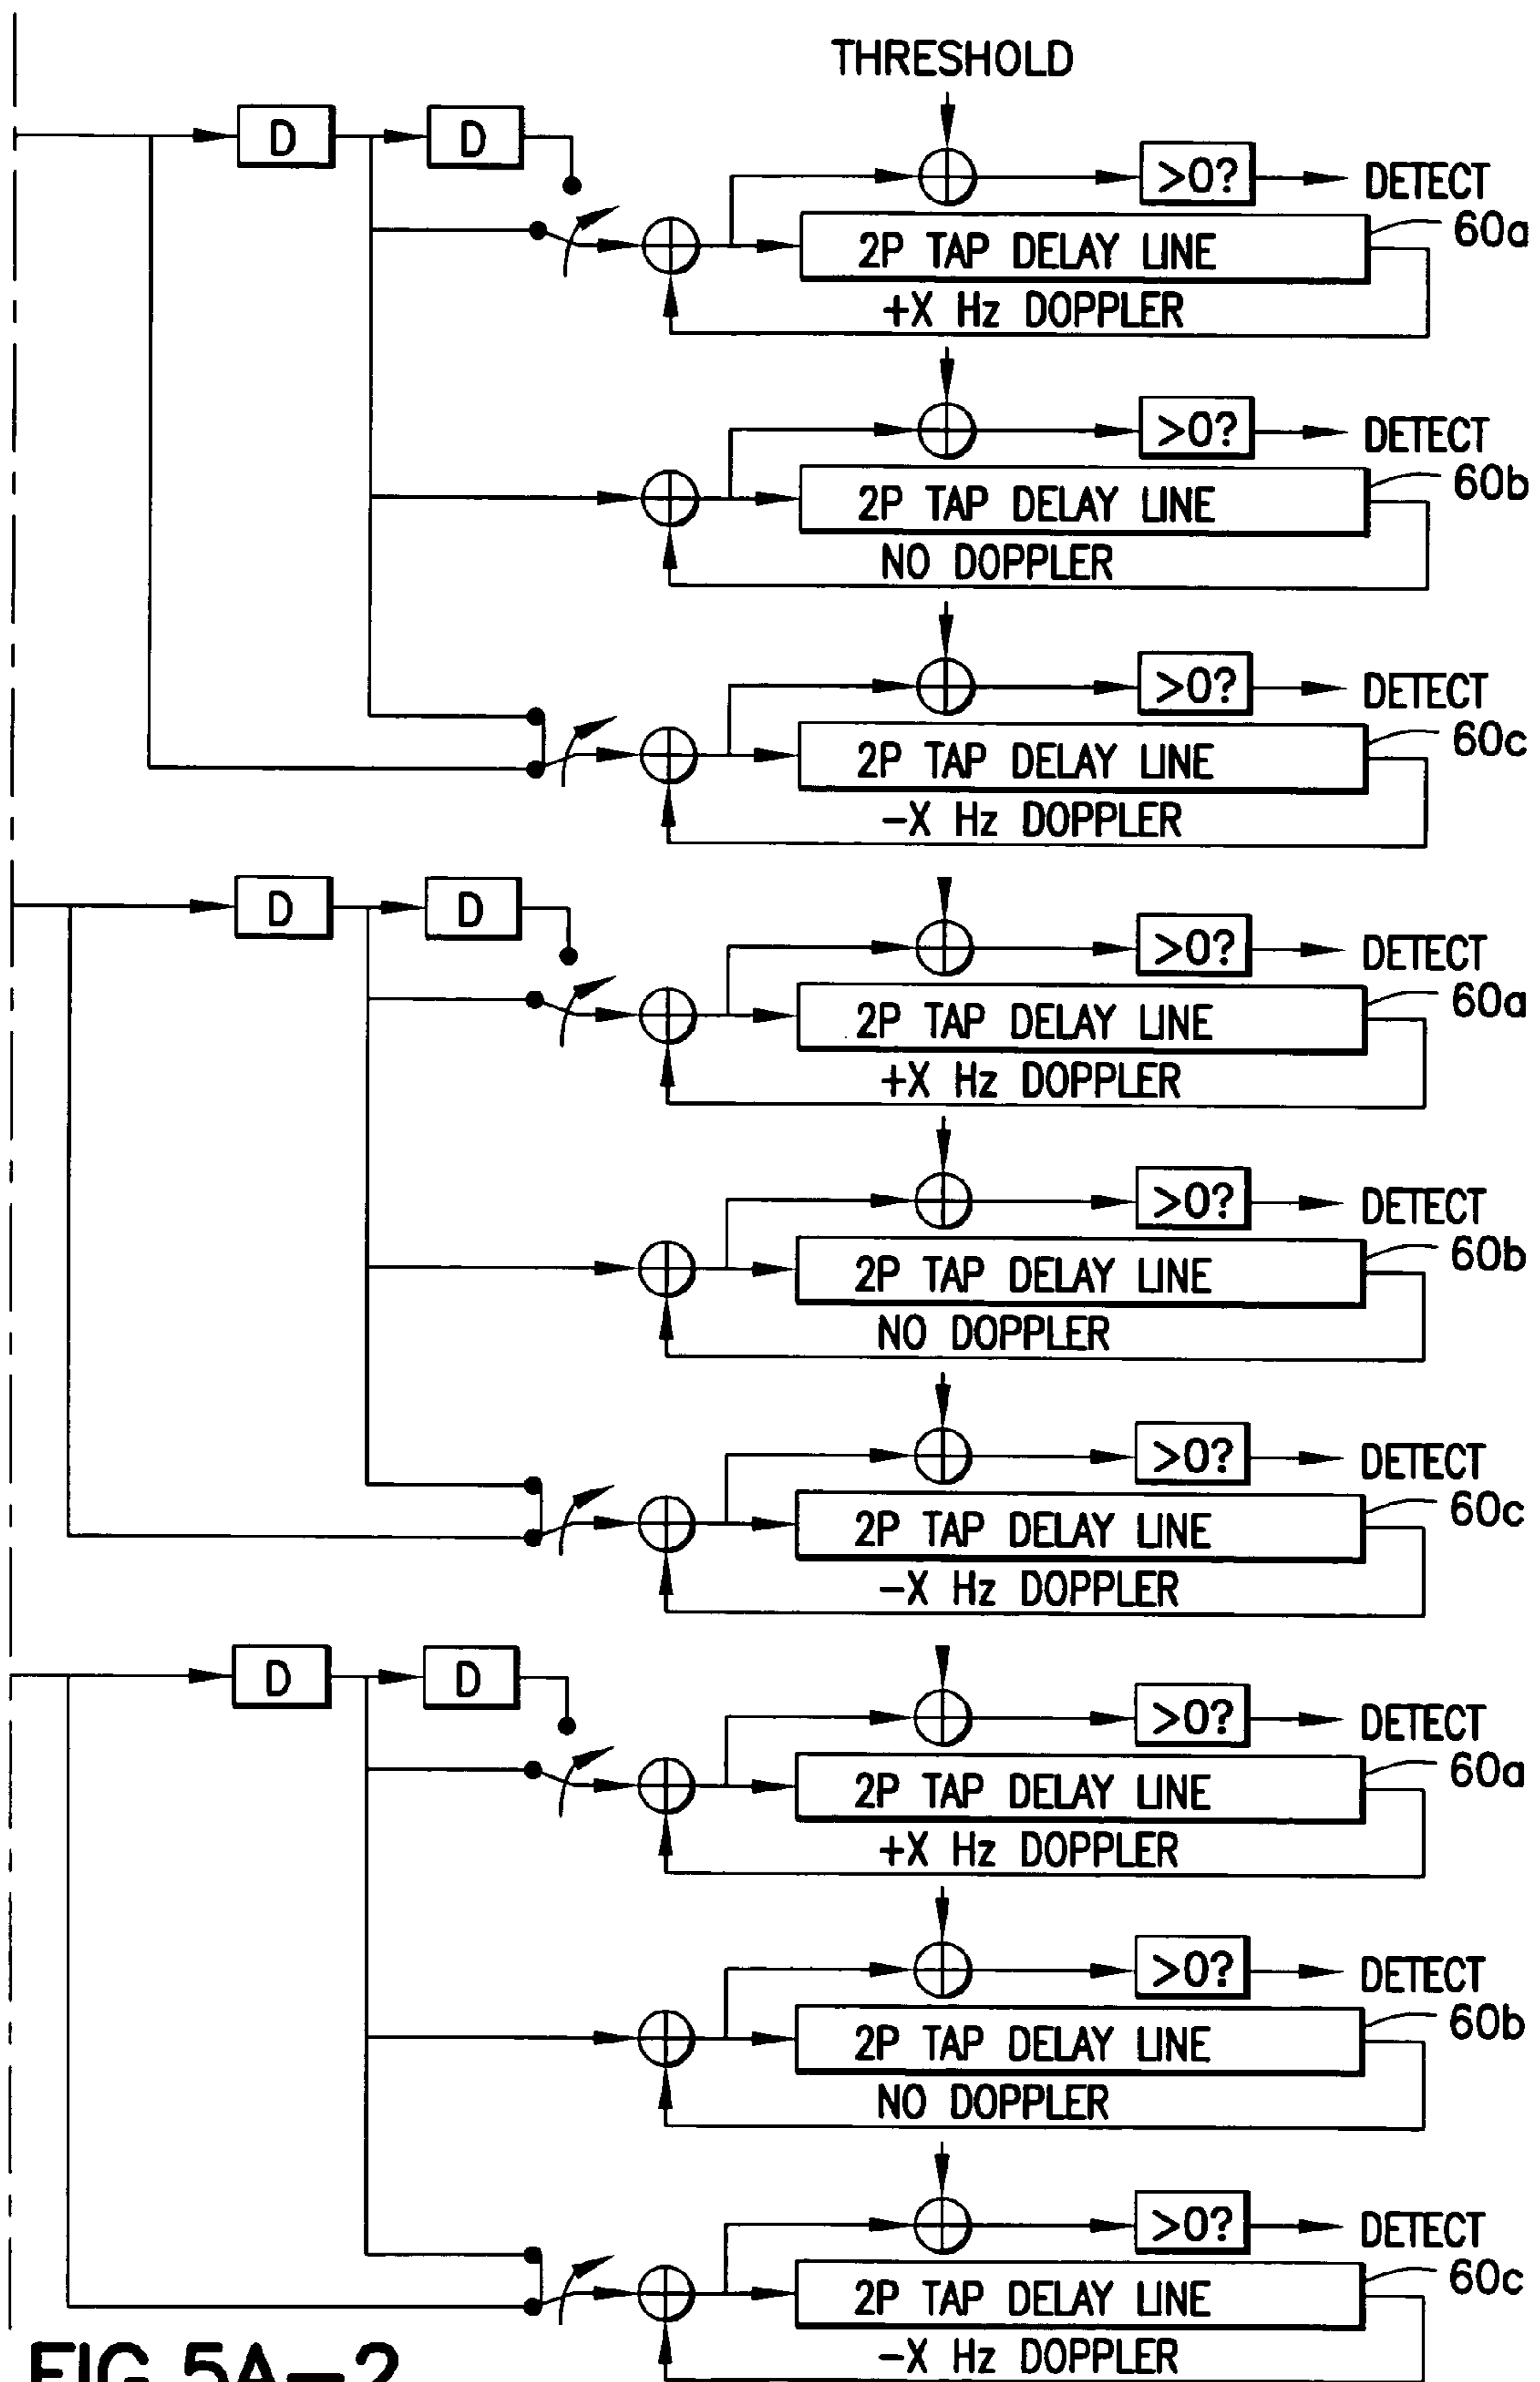 THRESHOLD
D D
>0? DETECT
2P TAP DELAY LINE 60a
+X Hz DOPPLER
>0? DETECT
2P TAP DELAY LINE 60b
NO DOPPLER
>0? DETECT
2P TAP DELAY LINE 60c
-X Hz DOPPLER
D D
>0? DETECT
2P TAP DELAY LINE 60a
+X Hz DOPPLER
>0? DETECT
2P TAP DELAY LINE 60b
NO DOPPLER
>0? DETECT
2P TAP DELAY LINE 60c
-X Hz DOPPLER
D D
>0? DETECT
2P TAP DELAY LINE 60a
+X Hz DOPPLER
>0? DETECT
2P TAP DELAY LINE 60b
NO DOPPLER
>0? DETECT
2P TAP DELAY LINE 60c
-X Hz DOPPLER
FIG.5A-2